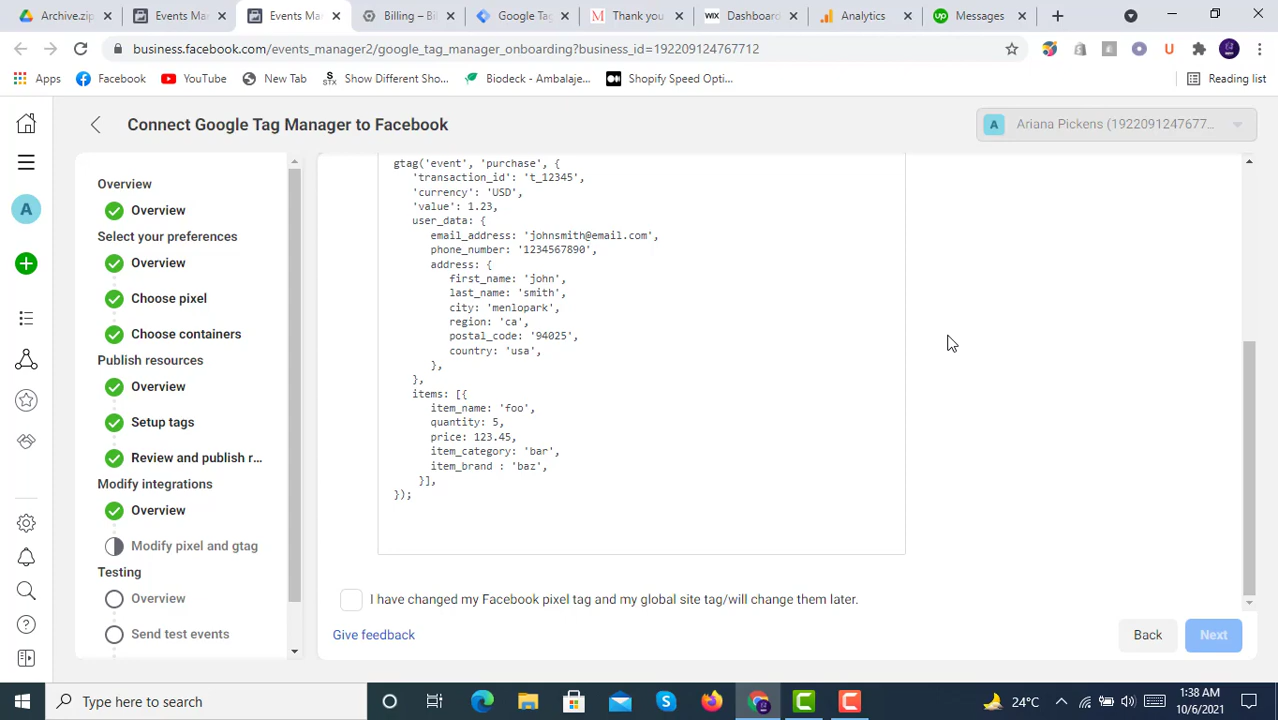 Archive.zip
Events Ma
Events Ma
Billing – Bi
Google Ta
Thank you
WIX
Dashboard
Analytics
Up
Messages
business.facebook.com/events_manager2/google_tag_manager_onboarding?business_id=192209124767712
Apps
Facebook
YouTube
New Tab
STX
Show Different Sho...
Biodeck - Ambalaje...
Shopify Speed Opti...
Reading list
Connect Google Tag Manager to Facebook
A
Ariana Pickens (1922091247677...
A
Overview
Overview
Select your preferences
Overview
Choose pixel
Choose containers
Publish resources
Overview
Setup tags
Review and publish r...
Modify integrations
Overview
Modify pixel and gtag
Testing
Overview
Send test events
gtag('event', 'purchase', {
'transaction_id': 't_12345',
'currency': 'USD',
'value': 1.23,
user_data: {
email_address: 'johnsmith@email.com',
phone_number: '1234567890',
address: {
first_name: 'john',
last_name: 'smith',
city: 'menlopark',
region: 'ca',
postal_code: '94025',
country: 'usa',
},
},
items: [{
item_name: 'foo',
quantity: 5,
price: 123.45,
item_category: 'bar',
item_brand : 'baz',
}],
});
I have changed my Facebook pixel tag and my global site tag/will change them later.
Give feedback
Back
Next
Type here to search
24°C
1:38 AM
10/6/2021